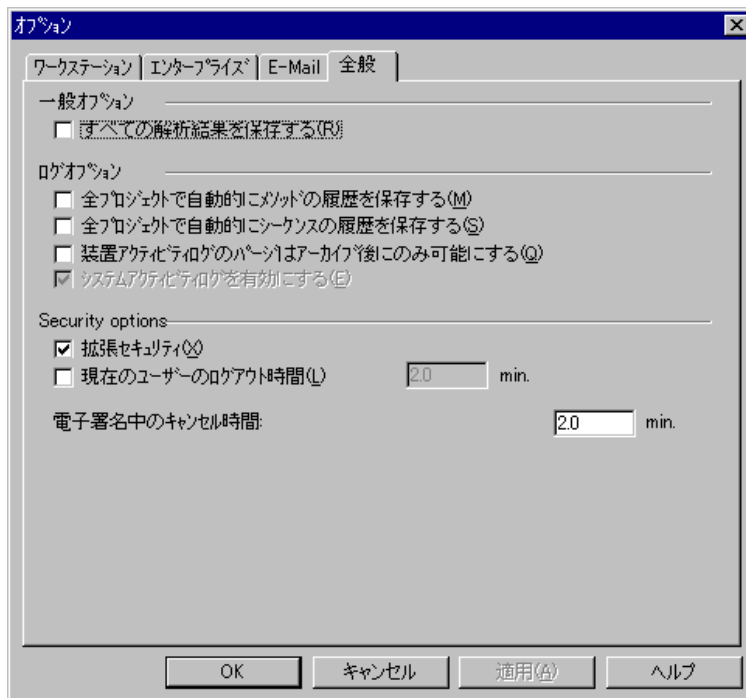 オプション
ワークステーション エンタープライズ E-Mail 全般
一般オプション
すべての解析結果を保存する(R)
ログオプション
全プロジェクトで自動的にメソッドの履歴を保存する(M)
全プロジェクトで自動的にシーケンスの履歴を保存する(S)
装置アクティビティログのパージはアーカイブ後にのみ可能にする(Q)
システムアクティビティログを有効にする(E)
Security options
拡張セキュリティ(X)
現在のユーザーのログアウト時間(L) 2.0 min.
電子署名中のキャンセル時間: 2.0 min.
OK キャンセル 適用(A) ヘルプ